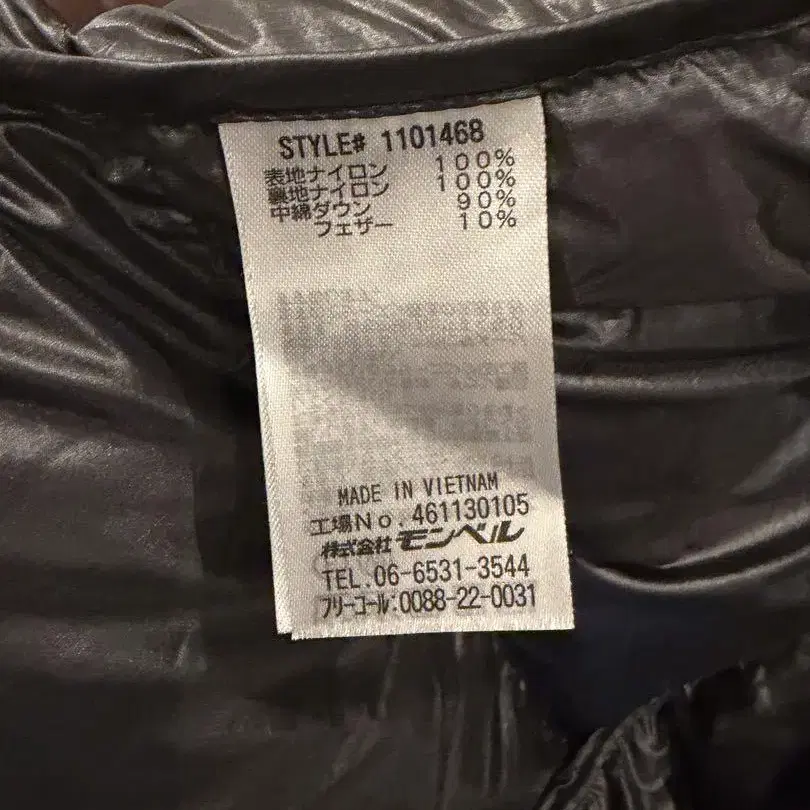 STYLE# 1101468
表地ナイロン 100%
裏地ナイロン 100%
中綿ダウン 90%
フェザー 10%
MADE IN VIETNAM
工場No.461130105
株式会社モンベル
TEL.06-6531-3544
フリーコール:0088-22-0031